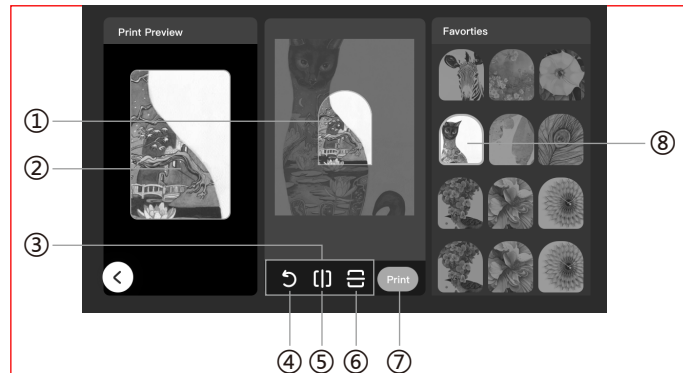 Print Preview
Favorties
①
⑧
②
③
Print
④ ⑤ ⑥ ⑦